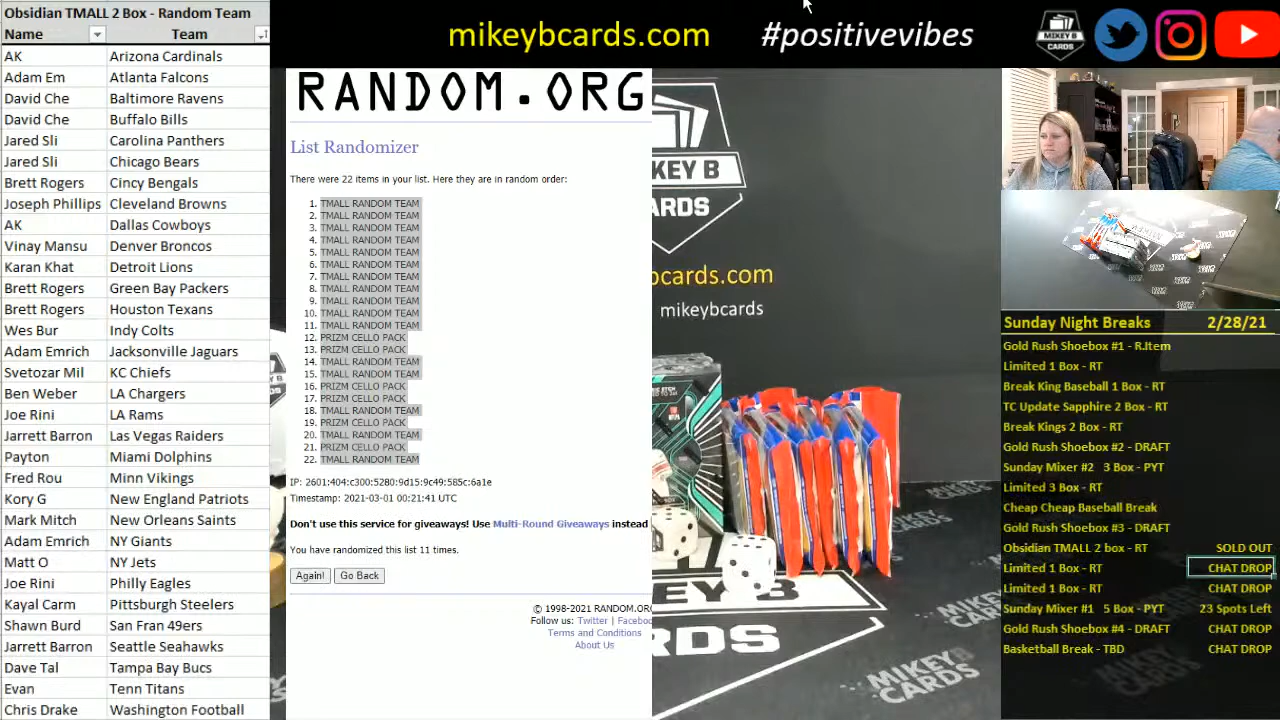 Obsidian TMALL 2 Box - Random Team
Name Team
AK Arizona Cardinals
Adam Em Atlanta Falcons
David Che Baltimore Ravens
David Che Buffalo Bills
Jared Sli Carolina Panthers
Jared Sli Chicago Bears
Brett Rogers Cincy Bengals
Joseph Phillips Cleveland Browns
AK Dallas Cowboys
Vinay Mansu Denver Broncos
Karan Khat Detroit Lions
Brett Rogers Green Bay Packers
Brett Rogers Houston Texans
Wes Bur Indy Colts
Adam Emrich Jacksonville Jaguars
Svetozar Mil KC Chiefs
Ben Weber LA Chargers
Joe Rini LA Rams
Jarrett Barron Las Vegas Raiders
Payton Miami Dolphins
Fred Rou Minn Vikings
Kory G New England Patriots
Mark Mitch New Orleans Saints
Adam Emrich NY Giants
Matt O NY Jets
Joe Rini Philly Eagles
Kayal Carm Pittsburgh Steelers
Shawn Burd San Fran 49ers
Jarrett Barron Seattle Seahawks
Dave Tal Tampa Bay Bucs
Evan Tenn Titans
Chris Drake Washington Football
mikeybcards.com #positivevibes
MIKEY B
CARDS
RANDOM.ORG
List Randomizer
There were 22 items in your list. Here they are in random order:
1. TMALL RANDOM TEAM
2. TMALL RANDOM TEAM
3. TMALL RANDOM TEAM
4. TMALL RANDOM TEAM
5. TMALL RANDOM TEAM
6. TMALL RANDOM TEAM
7. TMALL RANDOM TEAM
8. TMALL RANDOM TEAM
9. TMALL RANDOM TEAM
10. TMALL RANDOM TEAM
11. TMALL RANDOM TEAM
12. PRIZM CELLO PACK
13. PRIZM CELLO PACK
14. TMALL RANDOM TEAM
15. TMALL RANDOM TEAM
16. PRIZM CELLO PACK
17. PRIZM CELLO PACK
18. TMALL RANDOM TEAM
19. PRIZM CELLO PACK
20. TMALL RANDOM TEAM
21. PRIZM CELLO PACK
22. TMALL RANDOM TEAM
IP: 2601:404:c300:5280:9d15:9c49:585c:6a1e
Timestamp: 2021-03-01 00:21:41 UTC
Don't use this service for giveaways! Use Multi-Round Giveaways instead
You have randomized this list 11 times.
Again! Go Back
© 1998-2021 RANDOM.ORG
Follow us: Twitter | Faceboo
Terms and Conditions
About Us
KEY B
ARDS
bcards.com
mikeybcards
MIKEY B
CARDS
KEY B
RDS
Sunday Night Breaks 2/28/21
Gold Rush Shoebox #1 - R.Item
Limited 1 Box - RT
Break King Baseball 1 Box - RT
TC Update Sapphire 2 Box - RT
Break Kings 2 Box - RT
Gold Rush Shoebox #2 - DRAFT
Sunday Mixer #2 3 Box - PYT
Limited 3 Box - RT
Cheap Cheap Baseball Break
Gold Rush Shoebox #3 - DRAFT
Obsidian TMALL 2 box - RT SOLD OUT
Limited 1 Box - RT CHAT DROP
Limited 1 Box - RT CHAT DROP
Sunday Mixer #1 5 Box - PYT 23 Spots Left
Gold Rush Shoebox #4 - DRAFT CHAT DROP
Basketball Break - TBD CHAT DROP